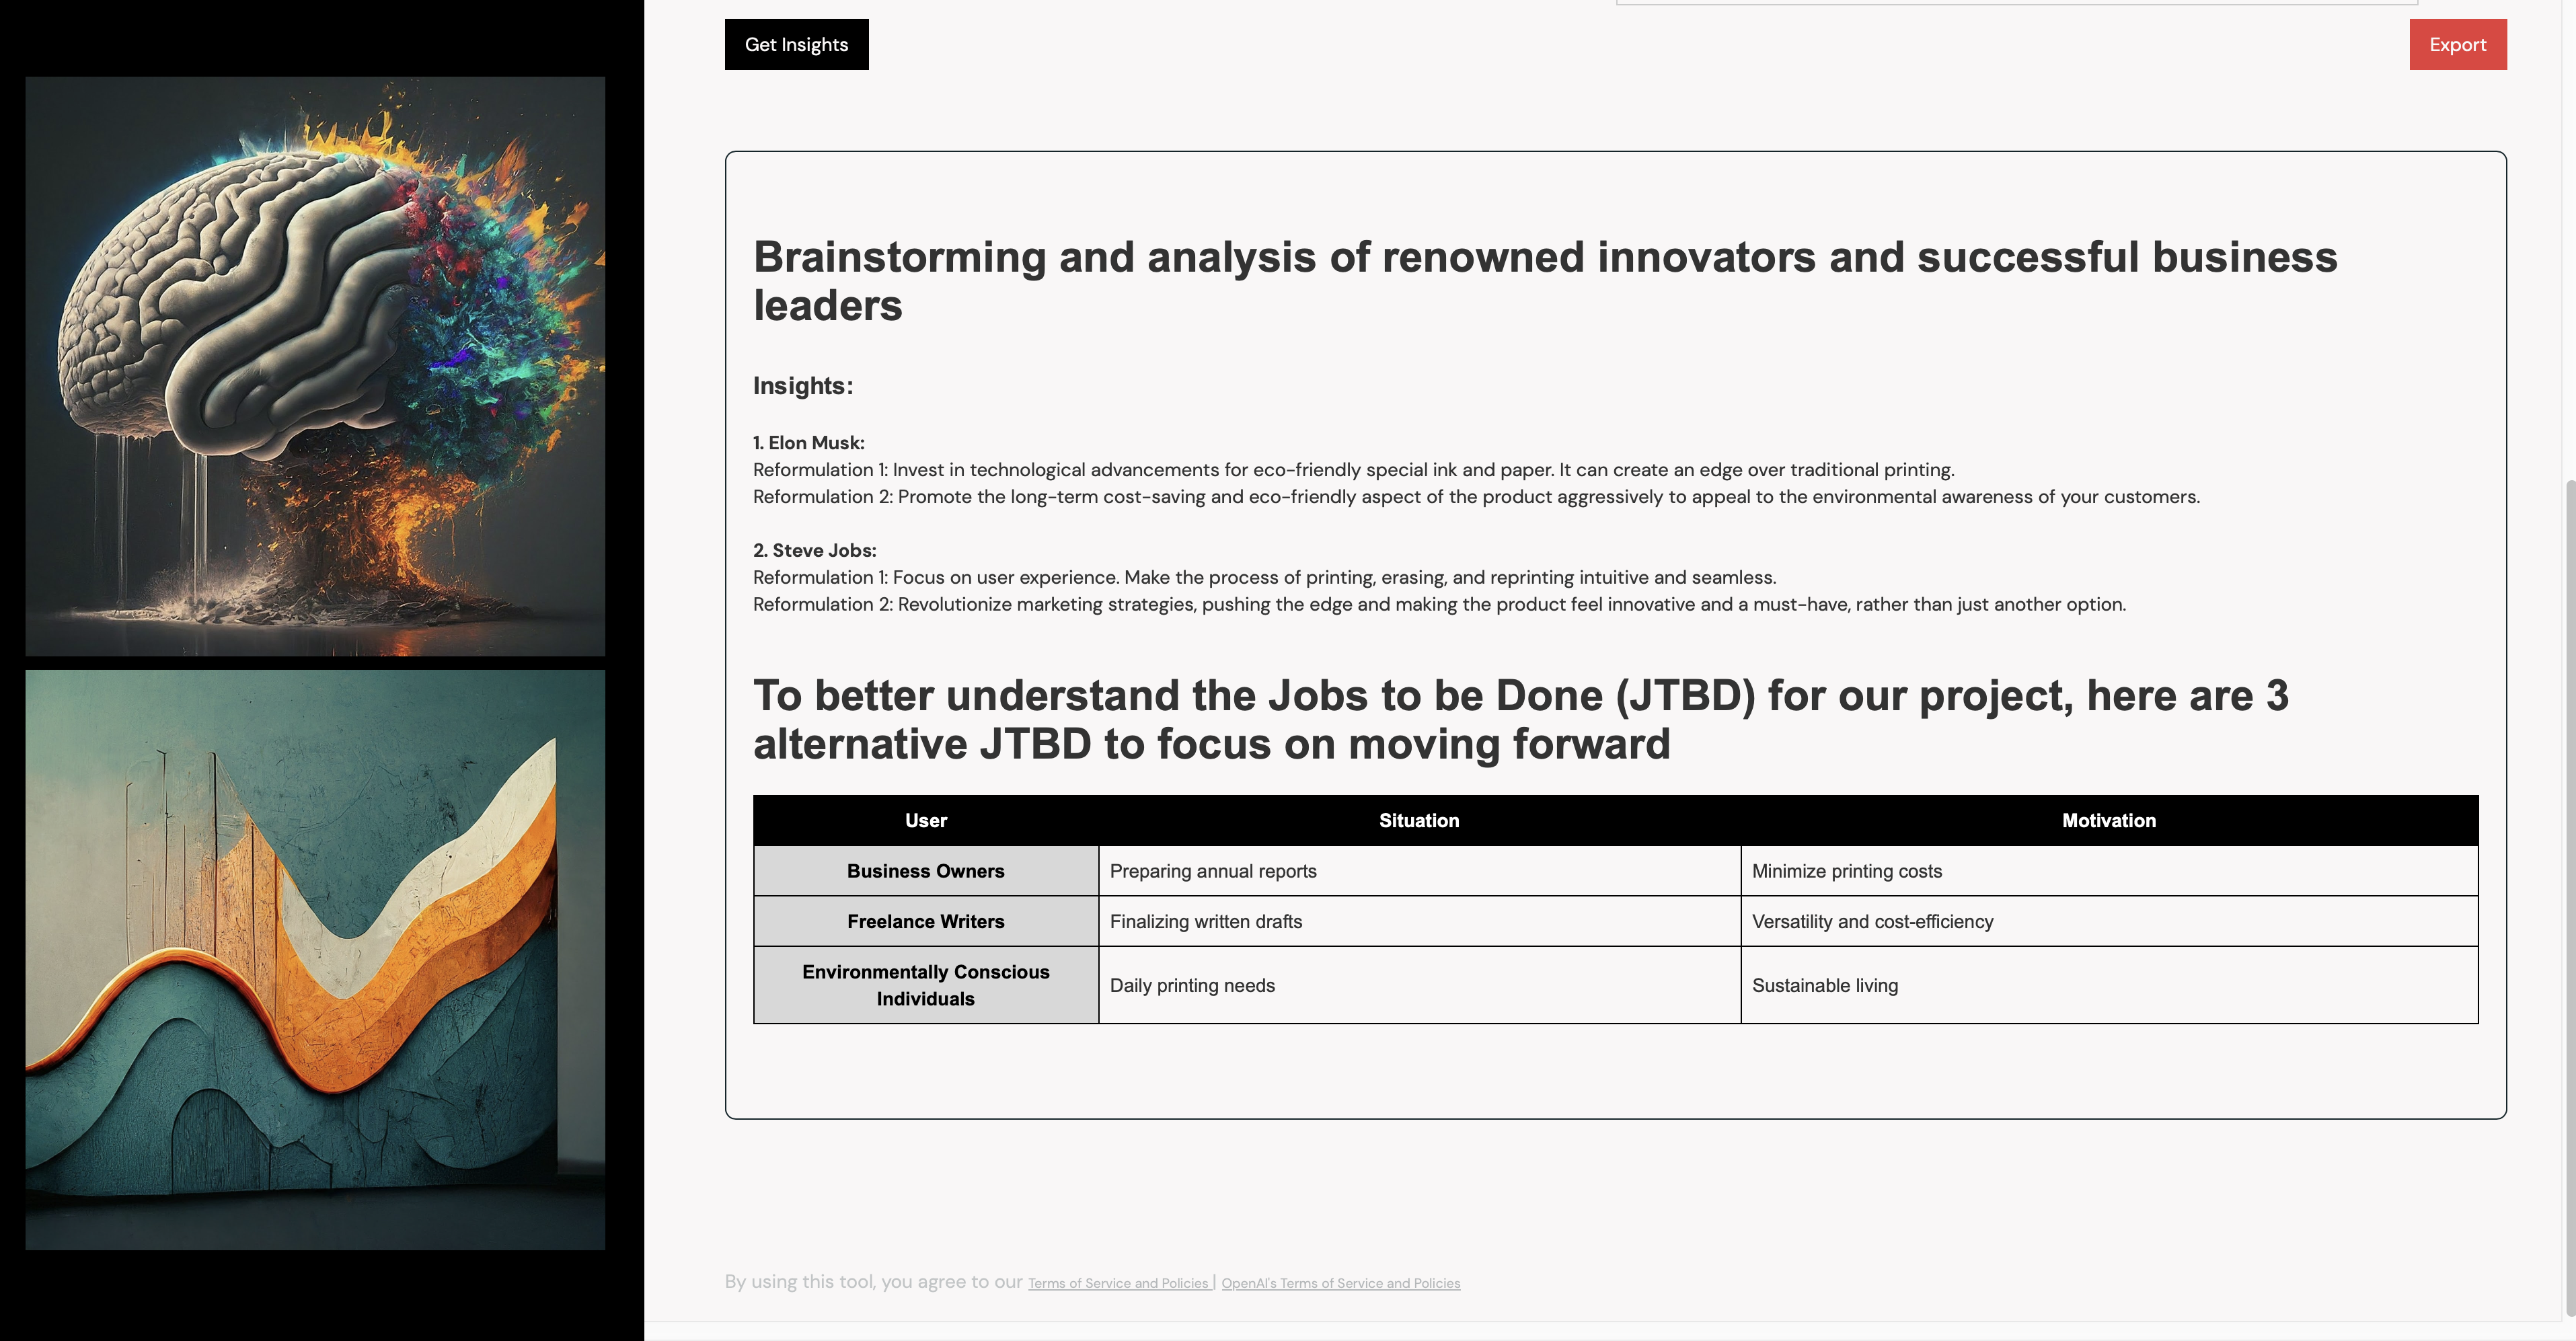 Get Insights
Export
Brainstorming and analysis of renowned innovators and successful business
leaders
Insights:
1. Elon Musk:
Reformulation 1: Invest in technological advancements for eco-friendly special ink and paper. It can create an edge over traditional printing.
Reformulation 2: Promote the long-term cost-saving and eco-friendly aspect of the product aggressively to appeal to the environmental awareness of your customers.
2. Steve Jobs:
Reformulation 1: Focus on user experience. Make the process of printing, erasing, and reprinting intuitive and seamless.
Reformulation 2: Revolutionize marketing strategies, pushing the edge and making the product feel innovative and a must-have, rather than just another option.
To better understand the Jobs to be Done (JTBD) for our project, here are 3
alternative JTBD to focus on moving forward
User Situation Motivation
Business Owners Preparing annual reports Minimize printing costs
Freelance Writers Finalizing written drafts Versatility and cost-efficiency
Environmentally Conscious
Individuals Daily printing needs Sustainable living
By using this tool, you agree to our Terms of Service and Policies | OpenAI's Terms of Service and Policies